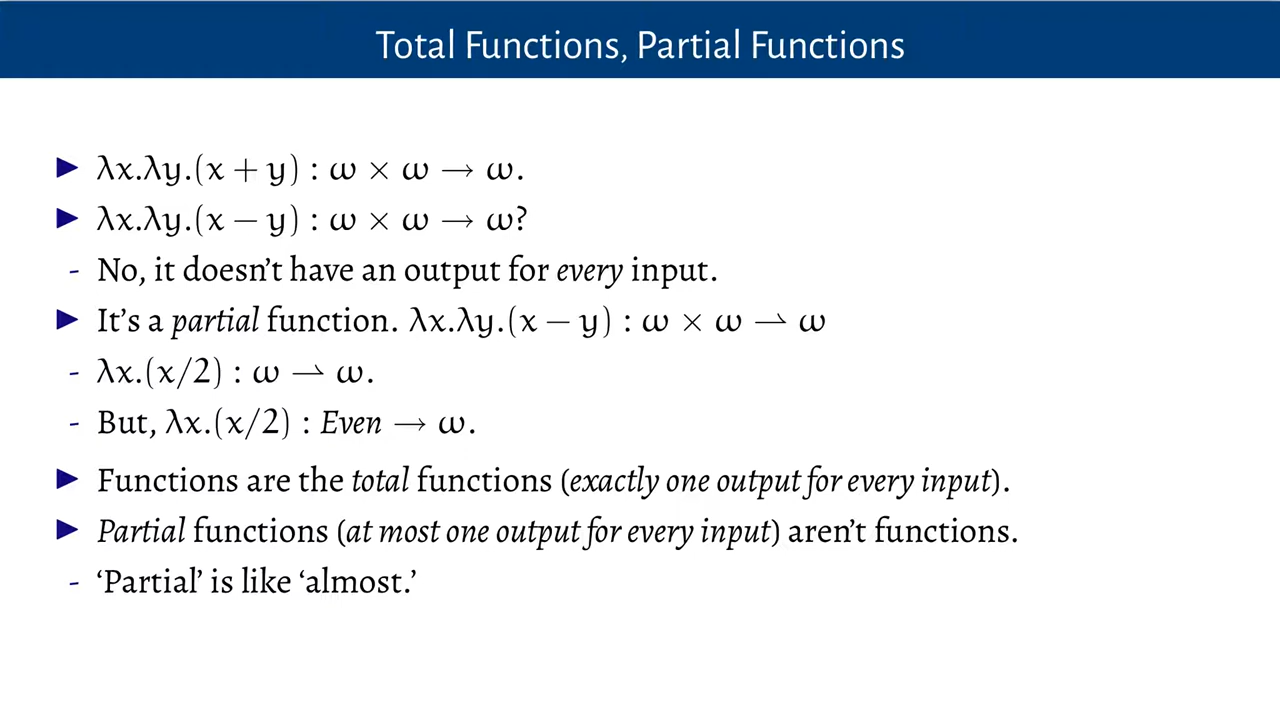 Total Functions, Partial Functions
▶ λx.λy.(x + y) : ω × ω → ω.
▶ λx.λy.(x − y) : ω × ω → ω?
- No, it doesn’t have an output for every input.
▶ It’s a partial function. λx.λy.(x − y) : ω × ω ⇀ ω
- λx.(x/2) : ω ⇀ ω.
- But, λx.(x/2) : Even → ω.
▶ Functions are the total functions (exactly one output for every input).
▶ Partial functions (at most one output for every input) aren’t functions.
- ‘Partial’ is like ‘almost.’